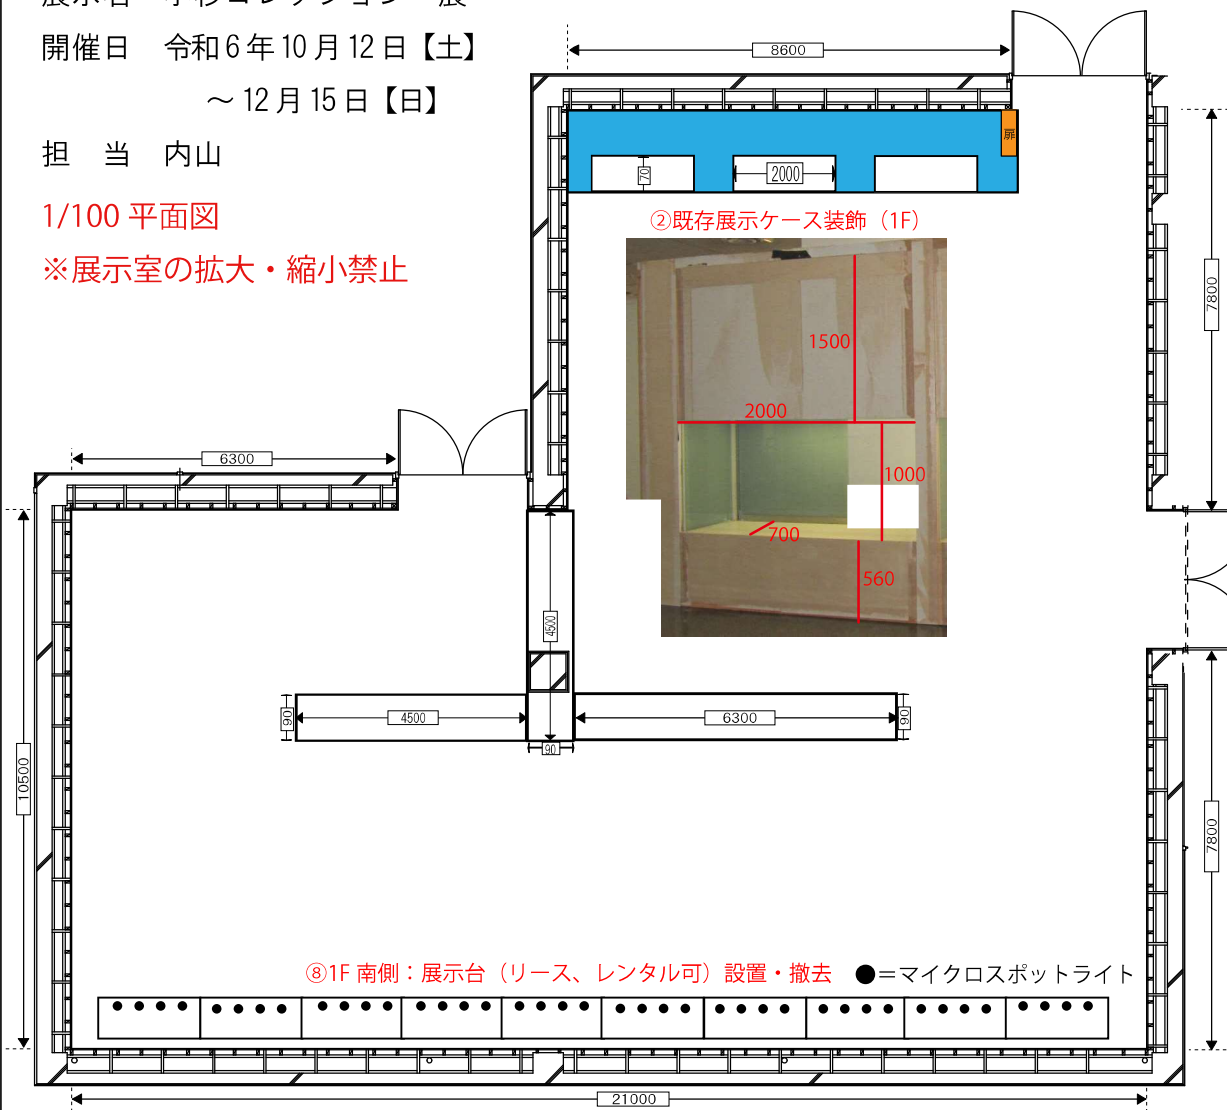 開催日 令和6年10月12日【土】
～12月15日【日】
担 当 内山
1/100 平面図
※展示室の拡大・縮小禁止
8600
扉
70
2000
②既存展示ケース装飾（1F）
7800
1500
2000
1000
700
560
6300
4500
10500
90
4500
6300
90
90
7800
⑧1F 南側：展示台（リース、レンタル可）設置・撤去 ●=マイクロスポットライト
21000